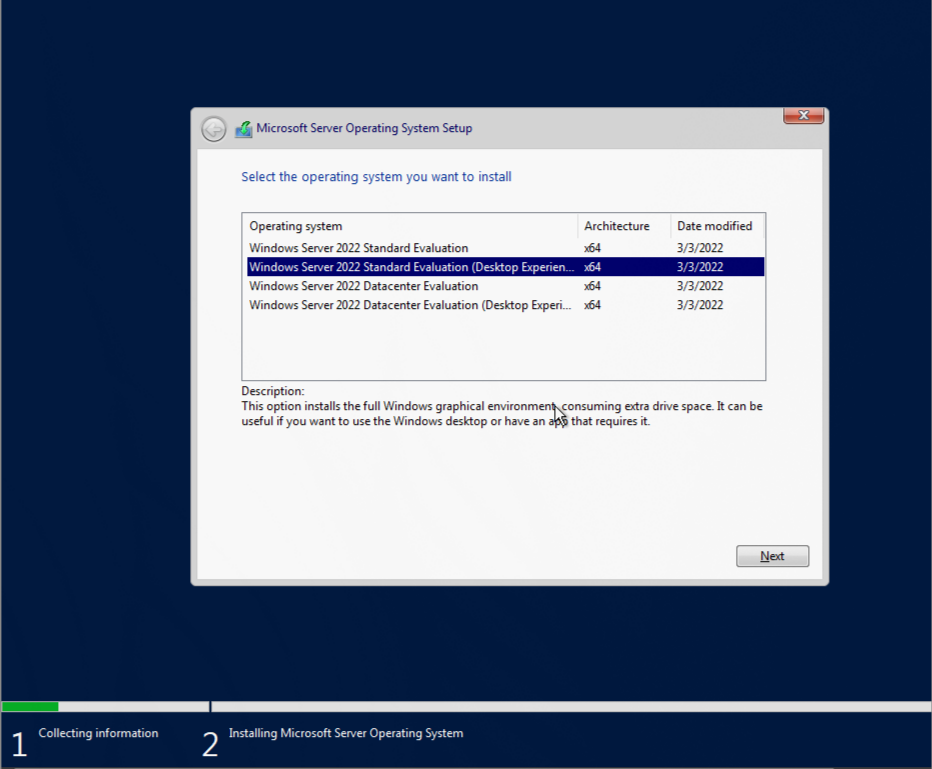 Microsoft Server Operating System Setup
Select the operating system you want to install
Operating system Architecture Date modified
Windows Server 2022 Standard Evaluation x64 3/3/2022
Windows Server 2022 Standard Evaluation (Desktop Experien... x64 3/3/2022
Windows Server 2022 Datacenter Evaluation x64 3/3/2022
Windows Server 2022 Datacenter Evaluation (Desktop Experi... x64 3/3/2022
Description:
This option installs the full Windows graphical environment, consuming extra drive space. It can be
useful if you want to use the Windows desktop or have an app that requires it.
Next
1 Collecting information 2 Installing Microsoft Server Operating System